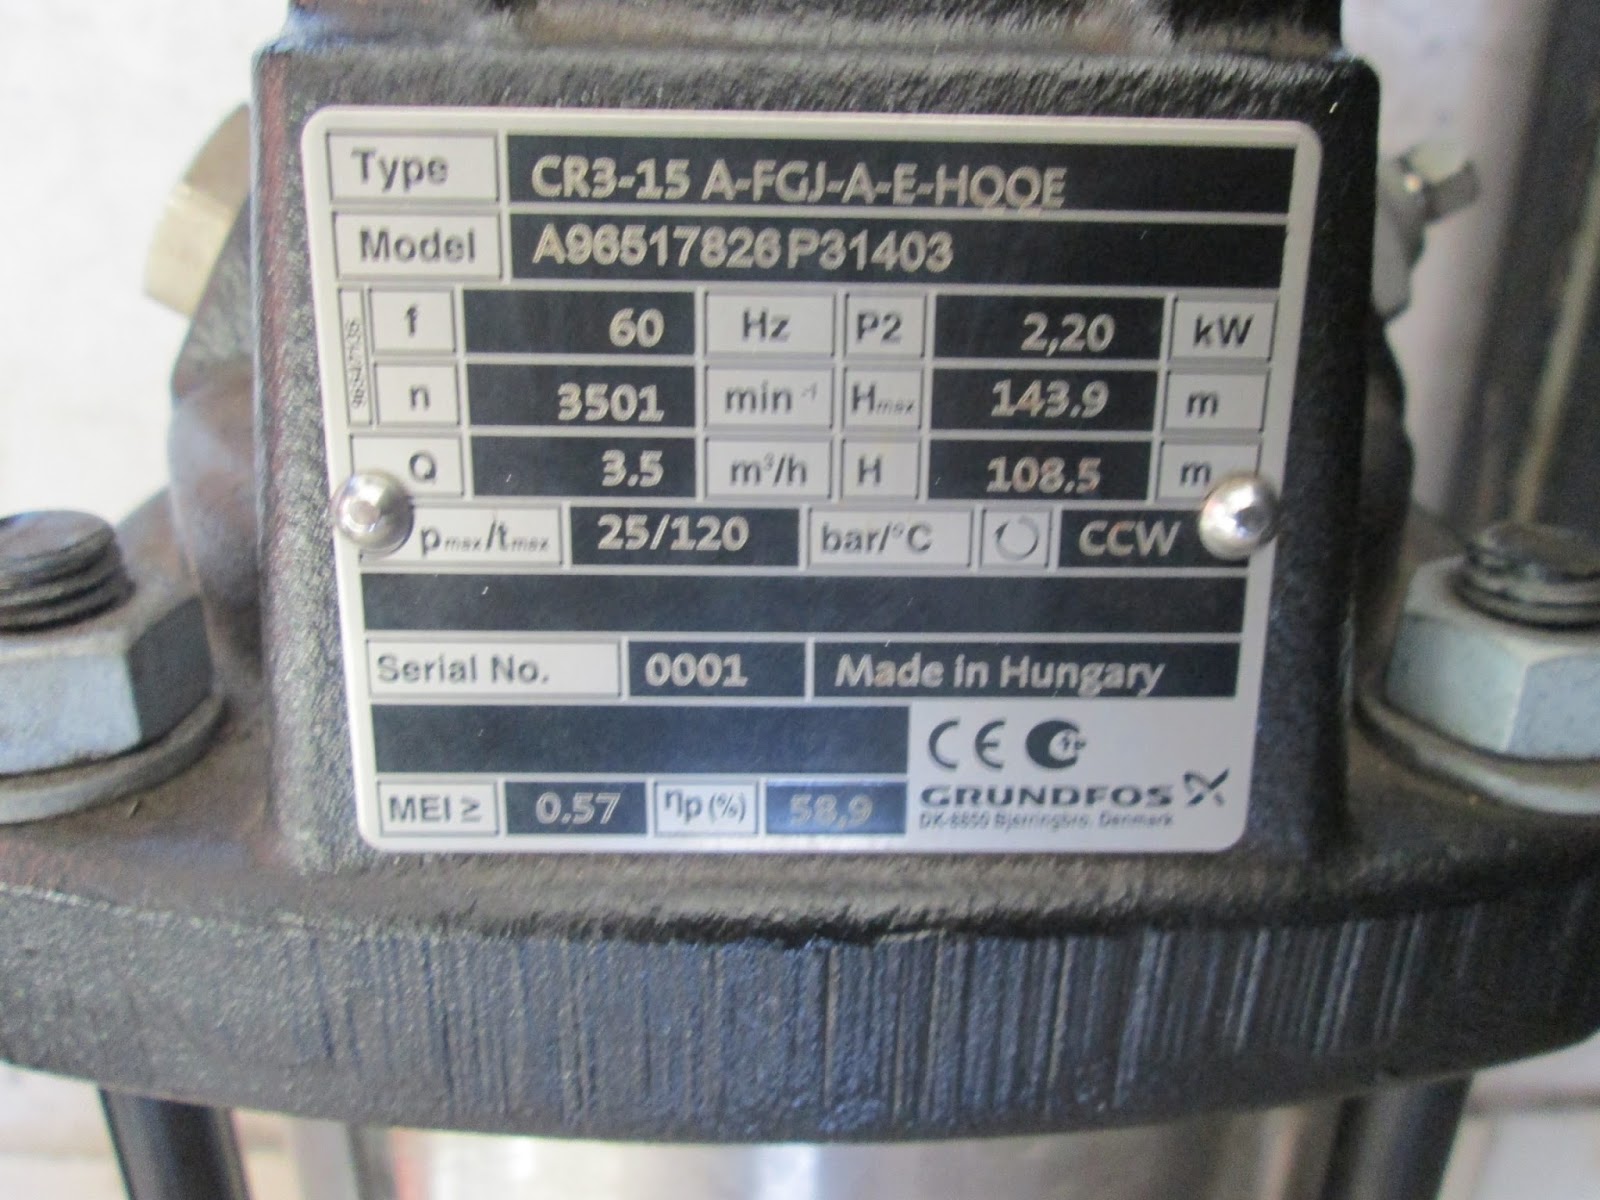 Type CR3-15 A-FGJ-A-E-HQQE
Model A96517826P31403
f 60 Hz P2 2,20 kW
n 3501 min⁻¹ Hmax 143.9 m
Q 3.5 m³/h H 108.5 m
pmax/tmax 25/120 bar/°C CCW
Serial No. 0001 Made in Hungary
CE
MEI ≥ 0.57 ηp(%) 58,9 GRUNDFOS
DK-8850 Bjerringbro. Denmark